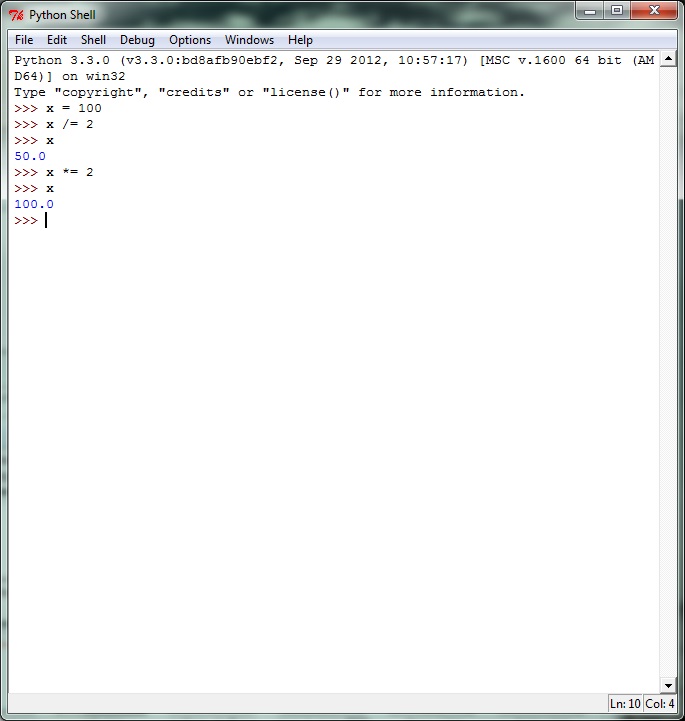 Python Shell
File Edit Shell Debug Options Windows Help
Python 3.3.0 (v3.3.0:bd8afb90ebf2, Sep 29 2012, 10:57:17) [MSC v.1600 64 bit (AM
D64)] on win32
Type "copyright", "credits" or "license()" for more information.
>>> x = 100
>>> x /= 2
>>> x
50.0
>>> x *= 2
>>> x
100.0
>>>
Ln: 10 Col: 4